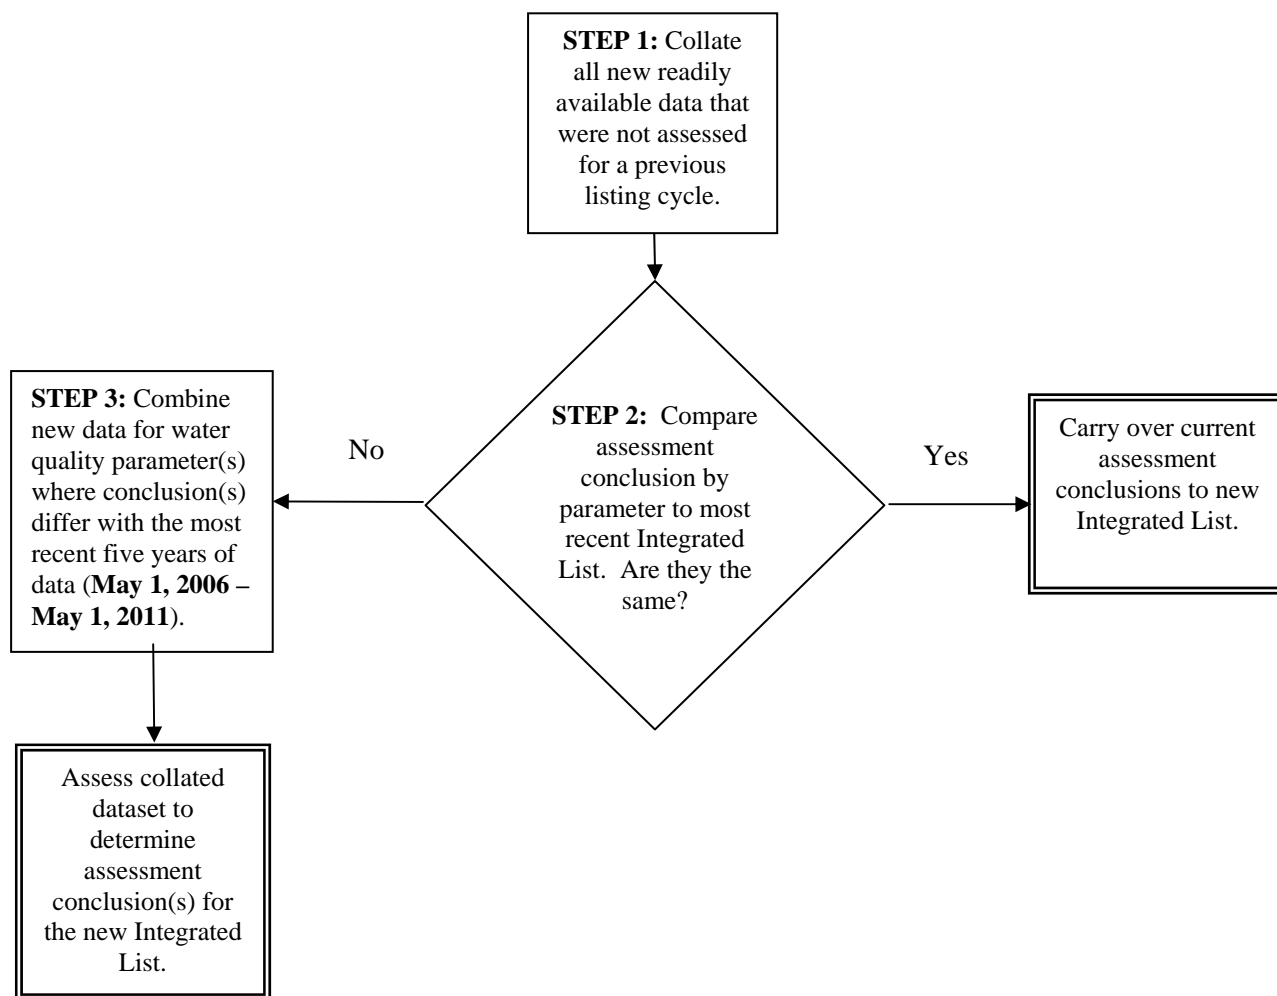 STEP 1: Collate
all new readily
available data that
were not assessed
for a previous
listing cycle.
STEP 3: Combine
new data for water
quality parameter(s)
where conclusion(s)
differ with the most
recent five years of
data (May 1, 2006 –
May 1, 2011).
No
STEP 2: Compare
assessment
conclusion by
parameter to most
recent Integrated
List. Are they the
same?
Yes
Carry over current
assessment
conclusions to new
Integrated List.
Assess collated
dataset to
determine
assessment
conclusion(s) for
the new Integrated
List.